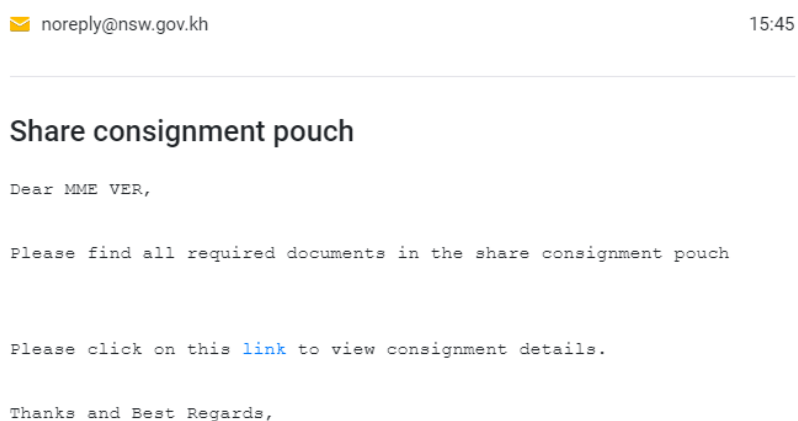 noreply@nsw.gov.kh 15:45
Share consignment pouch
Dear MME VER,
Please find all required documents in the share consignment pouch
Please click on this link to view consignment details.
Thanks and Best Regards,